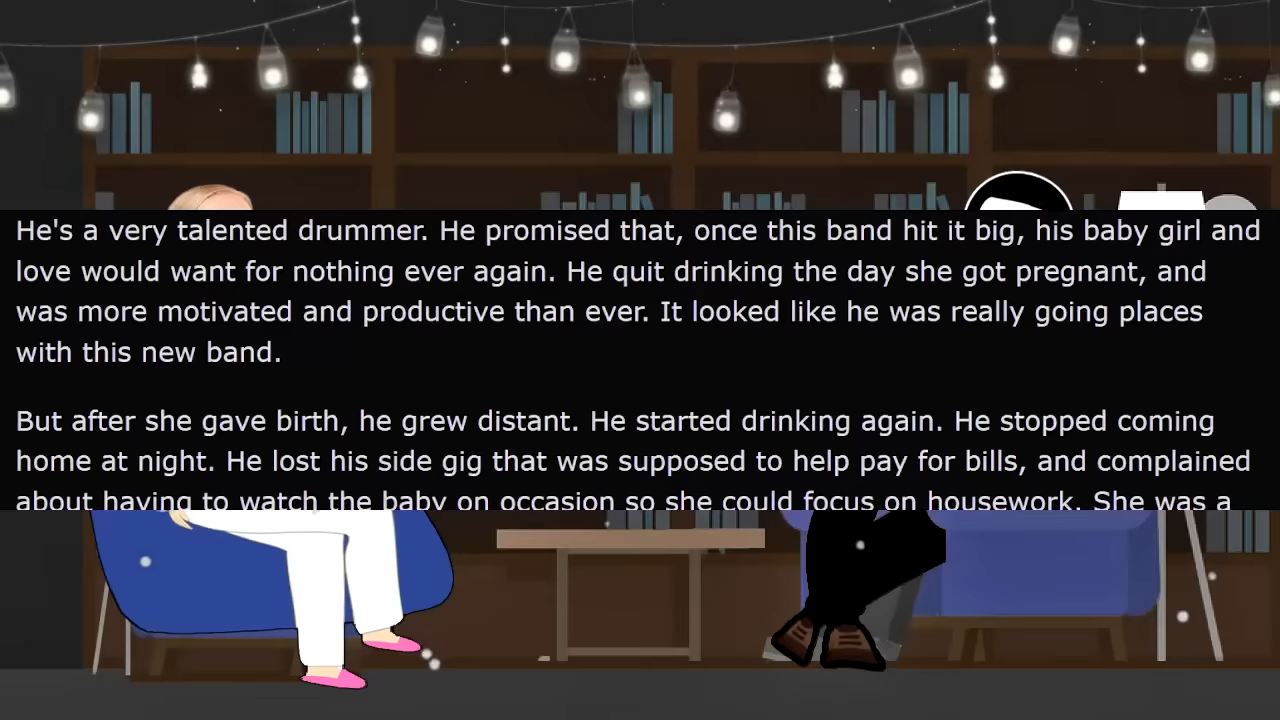 He's a very talented drummer. He promised that, once this band hit it big, his baby girl and
love would want for nothing ever again. He quit drinking the day she got pregnant, and
was more motivated and productive than ever. It looked like he was really going places
with this new band.
But after she gave birth, he grew distant. He started drinking again. He stopped coming
home at night. He lost his side gig that was supposed to help pay for bills, and complained
about having to watch the baby on occasion so she could focus on housework. She was a